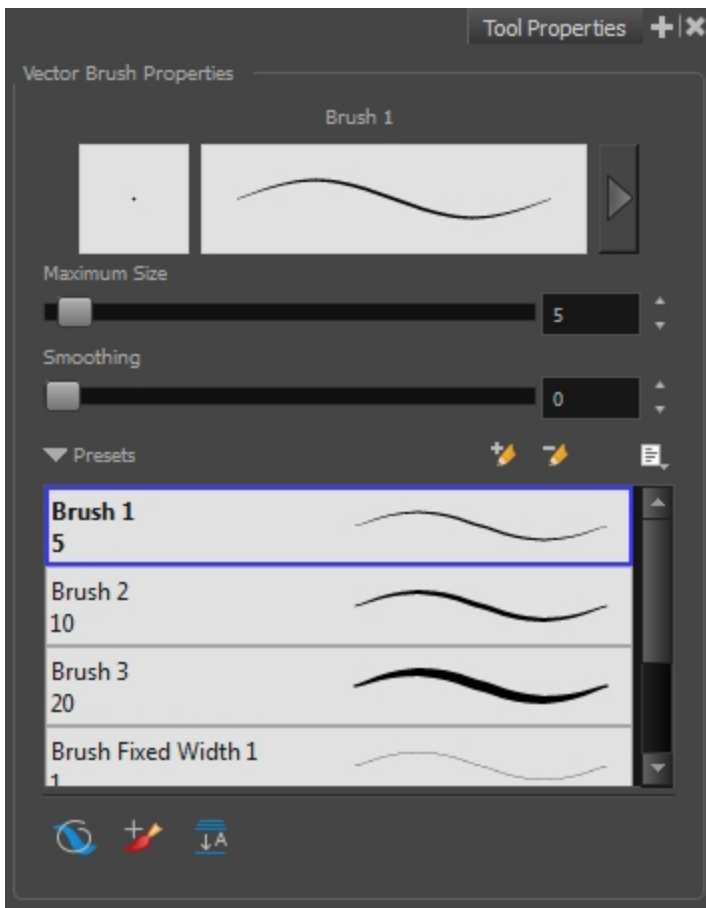 Tool Properties
Vector Brush Properties
Brush 1
Maximum Size
5
Smoothing
0
Presets
Brush 1
5
Brush 2
10
Brush 3
20
Brush Fixed Width 1
1
A